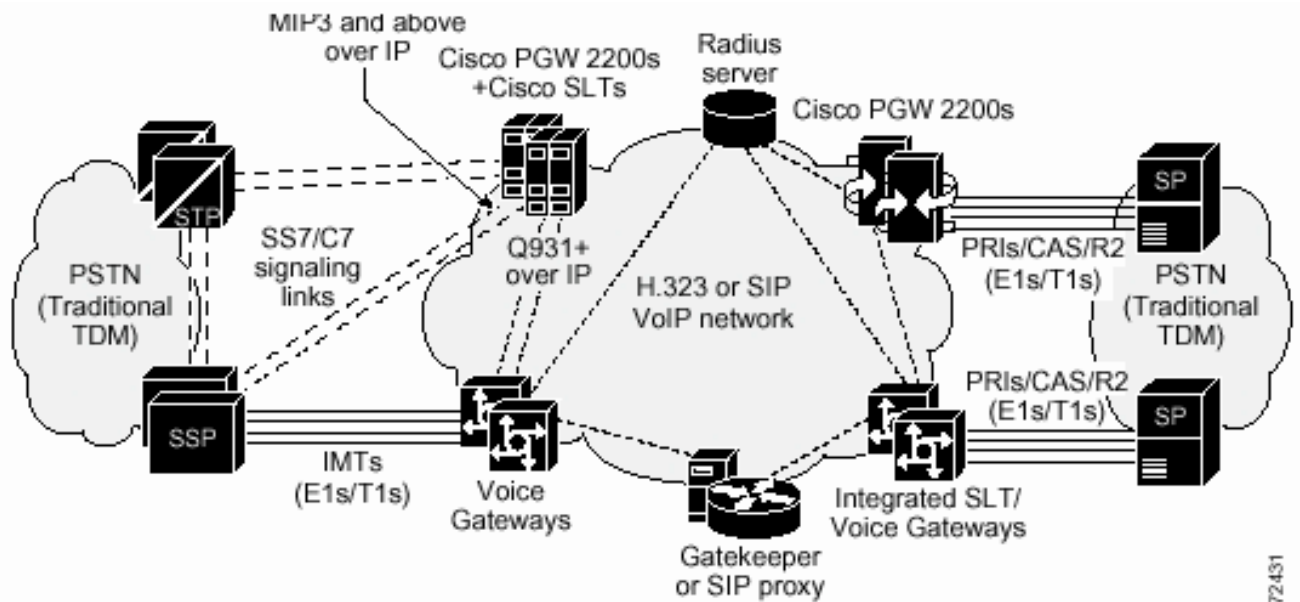 MIP3 and above
over IP
Cisco PGW 2200s
+Cisco SLTs
Radius
server
Cisco PGW 2200s
STP
SP
SS7/C7
signaling
links
Q931+
over IP
PRIs/CAS/R2
(E1s/T1s)
PSTN
(Traditional
TDM)
H.323 or SIP
VoIP network
PSTN
(Traditional
TDM)
PRIs/CAS/R2
(E1s/T1s)
SSP
SP
IMTs
(E1s/T1s)
Voice
Gateways
Integrated SLT/
Voice Gateways
Gatekeeper
or SIP proxy
72431